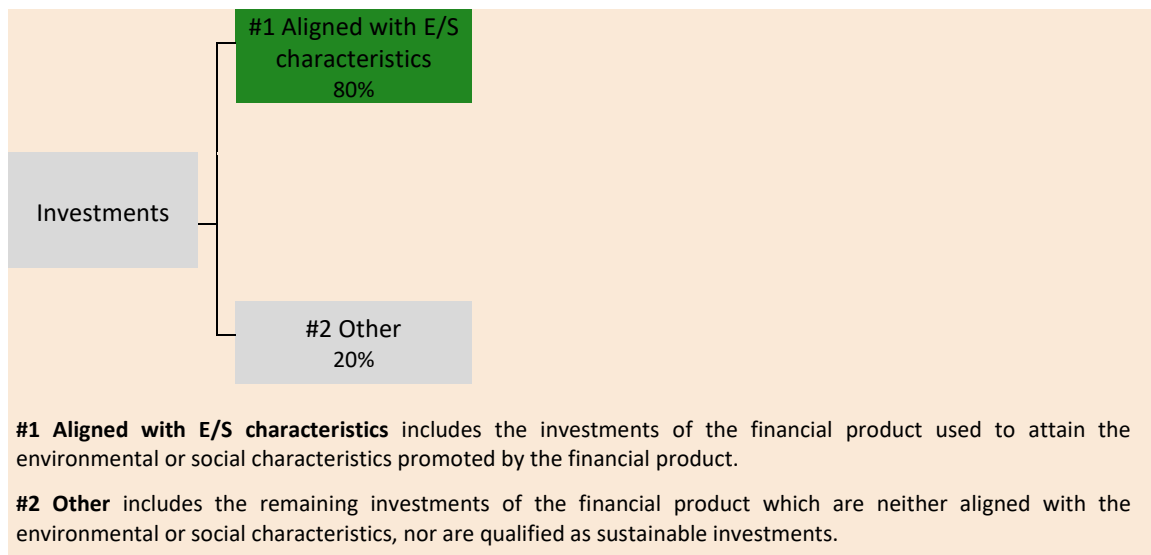 #1 Aligned with E/S
characteristics
80%
Investments
#2 Other
20%
#1 Aligned with E/S characteristics includes the investments of the financial product used to attain the
environmental or social characteristics promoted by the financial product.
#2 Other includes the remaining investments of the financial product which are neither aligned with the
environmental or social characteristics, nor are qualified as sustainable investments.